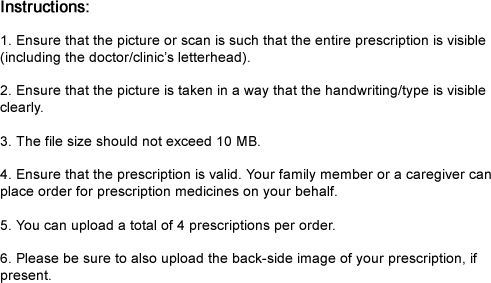 Instructions:
1. Ensure that the picture or scan is such that the entire prescription is visible
(including the doctor/clinic's letterhead).
2. Ensure that the picture is taken in a way that the handwriting/type is visible
clearly.
3. The file size should not exceed 10 MB.
4. Ensure that the prescription is valid. Your family member or a caregiver can
place order for prescription medicines on your behalf.
5. You can upload a total of 4 prescriptions per order.
6. Please be sure to also upload the back-side image of your prescription, if
present.